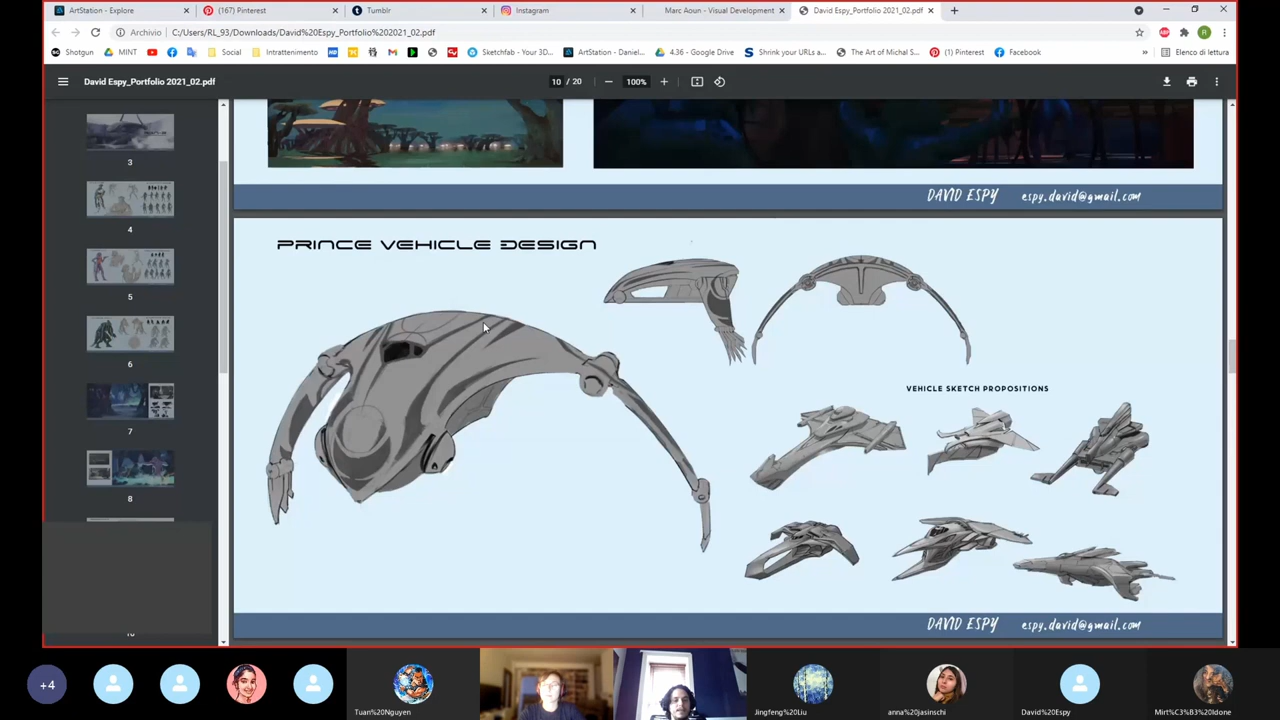 ArtStation - Explore
(167) Pinterest
Tumblr
Instagram
Marc Aoun - Visual Development
David Espy_Portfolio 2021_02.pdf
Archivio
C:/Users/RL_93/Downloads/David%20Espy_Portfolio%202021_02.pdf
Shotgun
MINT
Social
Intrattenimento
Sketchfab - Your 3D...
ArtStation - Daniel...
4.36 - Google Drive
Shrink your URLs a...
The Art of Michal S...
(1) Pinterest
Facebook
Elenco di lettura
David Espy_Portfolio 2021_02.pdf
10 / 20
100%
3
4
5
6
7
8
DAVID ESPY espy.david@gmail.com
PRINCE VEHICLE DESIGN
VEHICLE SKETCH PROPOSITIONS
DAVID ESPY espy.david@gmail.com
+4
Tuan%20Nguyen
Jingfeng%20Liu
anna%20jasinschi
David%20Espy
Mirt%C3%B3%20Idone